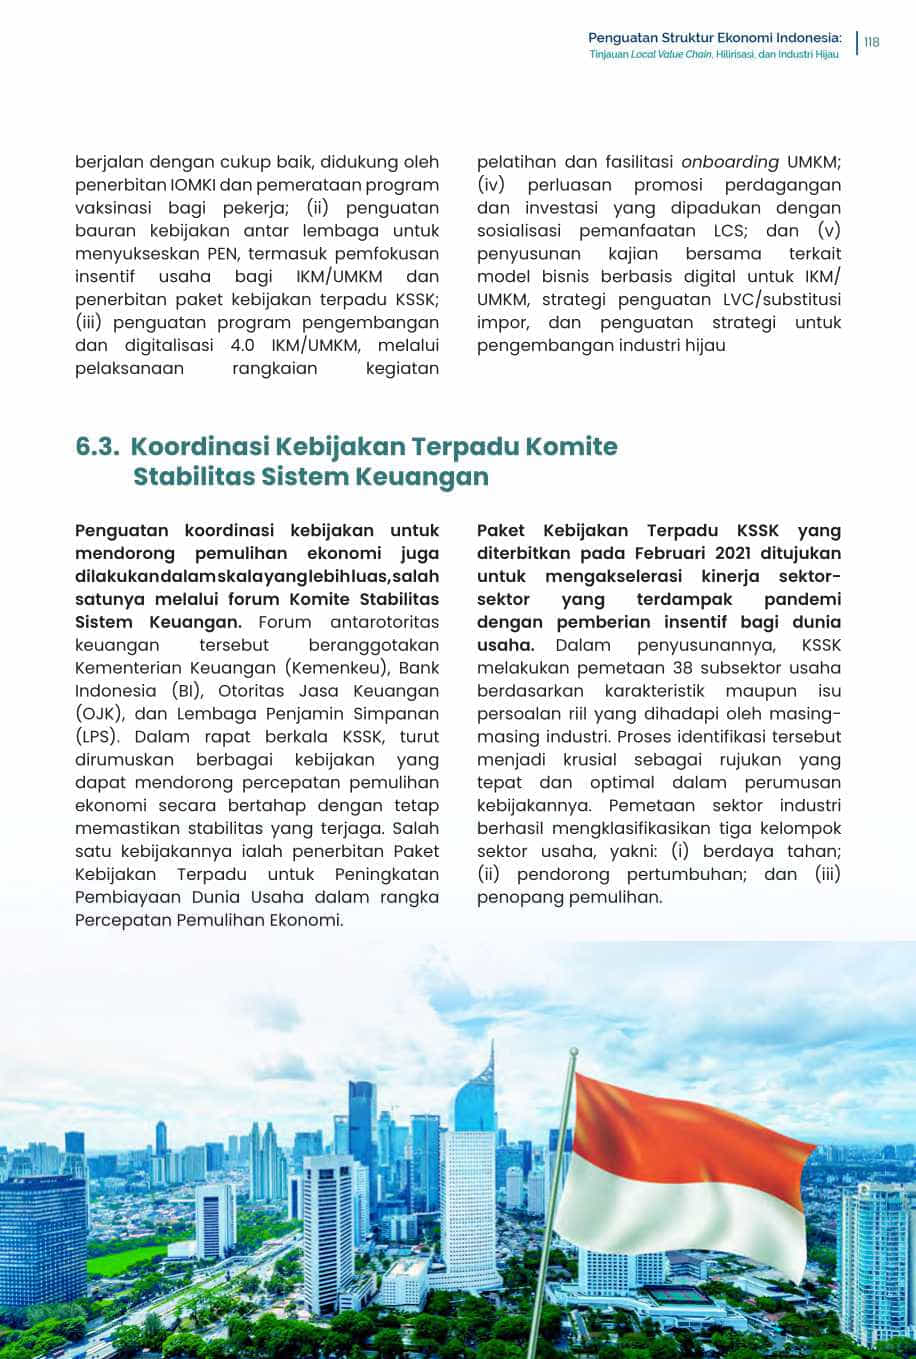 Penguatan Struktur Ekonomi Indonesia:
Tinjauan Local Value Chain, Hilirisasi, dan Industri Hijau
118
berjalan dengan cukup baik, didukung oleh
penerbitan IOMKI dan pemerataan program
vaksinasi bagi pekerja; (ii) penguatan
bauran kebijakan antar lembaga untuk
menyukseskan PEN, termasuk pemfokusan
insentif usaha bagi IKM/UMKM dan
penerbitan paket kebijakan terpadu KSSK;
(iii) penguatan program pengembangan
dan digitalisasi 4.0 IKM/UMKM, melalui
pelaksanaan rangkaian kegiatan
pelatihan dan fasilitasi onboarding UMKM;
(iv) perluasan promosi perdagangan
dan investasi yang dipadukan dengan
sosialisasi pemanfaatan LCS; dan (v)
penyusunan kajian bersama terkait
model bisnis berbasis digital untuk IKM/
UMKM, strategi penguatan LVC/substitusi
impor, dan penguatan strategi untuk
pengembangan industri hijau
6.3. Koordinasi Kebijakan Terpadu Komite
Stabilitas Sistem Keuangan
Penguatan koordinasi kebijakan untuk
mendorong pemulihan ekonomi juga
dilakukan dalam skala yang lebih luas, salah
satunya melalui forum Komite Stabilitas
Sistem Keuangan. Forum antarotoritas
keuangan tersebut beranggotakan
Kementerian Keuangan (Kemenkeu), Bank
Indonesia (BI), Otoritas Jasa Keuangan
(OJK), dan Lembaga Penjamin Simpanan
(LPS). Dalam rapat berkala KSSK, turut
dirumuskan berbagai kebijakan yang
dapat mendorong percepatan pemulihan
ekonomi secara bertahap dengan tetap
memastikan stabilitas yang terjaga. Salah
satu kebijakannya ialah penerbitan Paket
Kebijakan Terpadu untuk Peningkatan
Pembiayaan Dunia Usaha dalam rangka
Percepatan Pemulihan Ekonomi.
Paket Kebijakan Terpadu KSSK yang
diterbitkan pada Februari 2021 ditujukan
untuk mengakselerasi kinerja sektor-
sektor yang terdampak pandemi
dengan pemberian insentif bagi dunia
usaha. Dalam penyusunannya, KSSK
melakukan pemetaan 38 subsektor usaha
berdasarkan karakteristik maupun isu
persoalan riil yang dihadapi oleh masing-
masing industri. Proses identifikasi tersebut
menjadi krusial sebagai rujukan yang
tepat dan optimal dalam perumusan
kebijakannya. Pemetaan sektor industri
berhasil mengklasifikasikan tiga kelompok
sektor usaha, yakni: (i) berdaya tahan;
(ii) pendorong pertumbuhan; dan (iii)
penopang pemulihan.